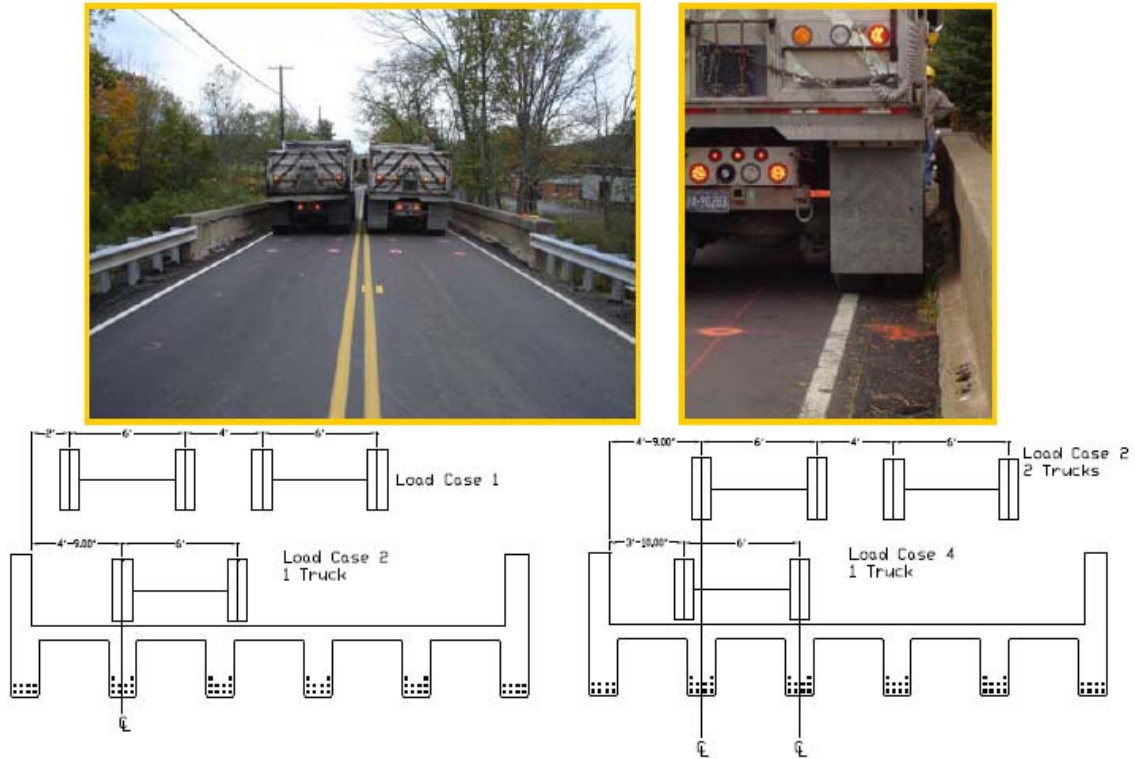 2' 6' 4' 6'
Load Case 1
4'-9.00" 6'
Load Case 2
1 Truck
℄
4'-9.00" 6' 4' 6'
Load Case 2
2 Trucks
3'-10.00" 6'
Load Case 4
1 Truck
℄ ℄